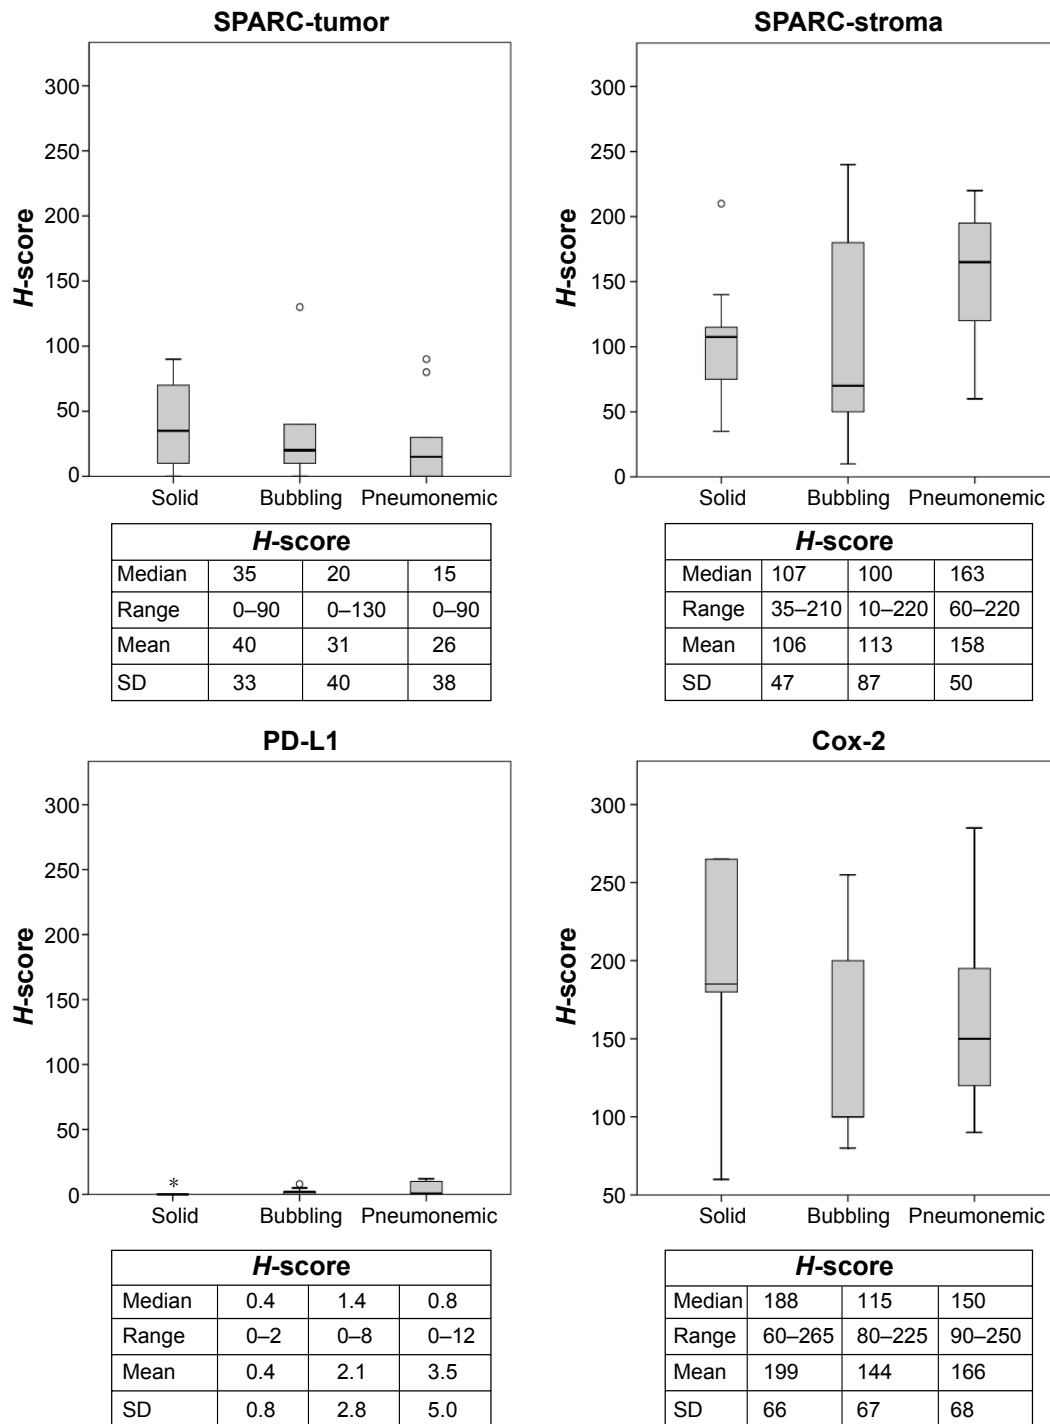 SPARC-tumor
H-score
300
250
200
150
100
50
0
Solid Bubbling Pneumonemic
H-score
Median 35 20 15
Range 0–90 0–130 0–90
Mean 40 31 26
SD 33 40 38
SPARC-stroma
H-score
300
250
200
150
100
50
0
Solid Bubbling Pneumonemic
H-score
Median 107 100 163
Range 35–210 10–220 60–220
Mean 106 113 158
SD 47 87 50
PD-L1
H-score
300
250
200
150
100
50
0
*
Solid Bubbling Pneumonemic
H-score
Median 0.4 1.4 0.8
Range 0–2 0–8 0–12
Mean 0.4 2.1 3.5
SD 0.8 2.8 5.0
Cox-2
H-score
300
250
200
150
100
50
Solid Bubbling Pneumonemic
H-score
Median 188 115 150
Range 60–265 80–225 90–250
Mean 199 144 166
SD 66 67 68